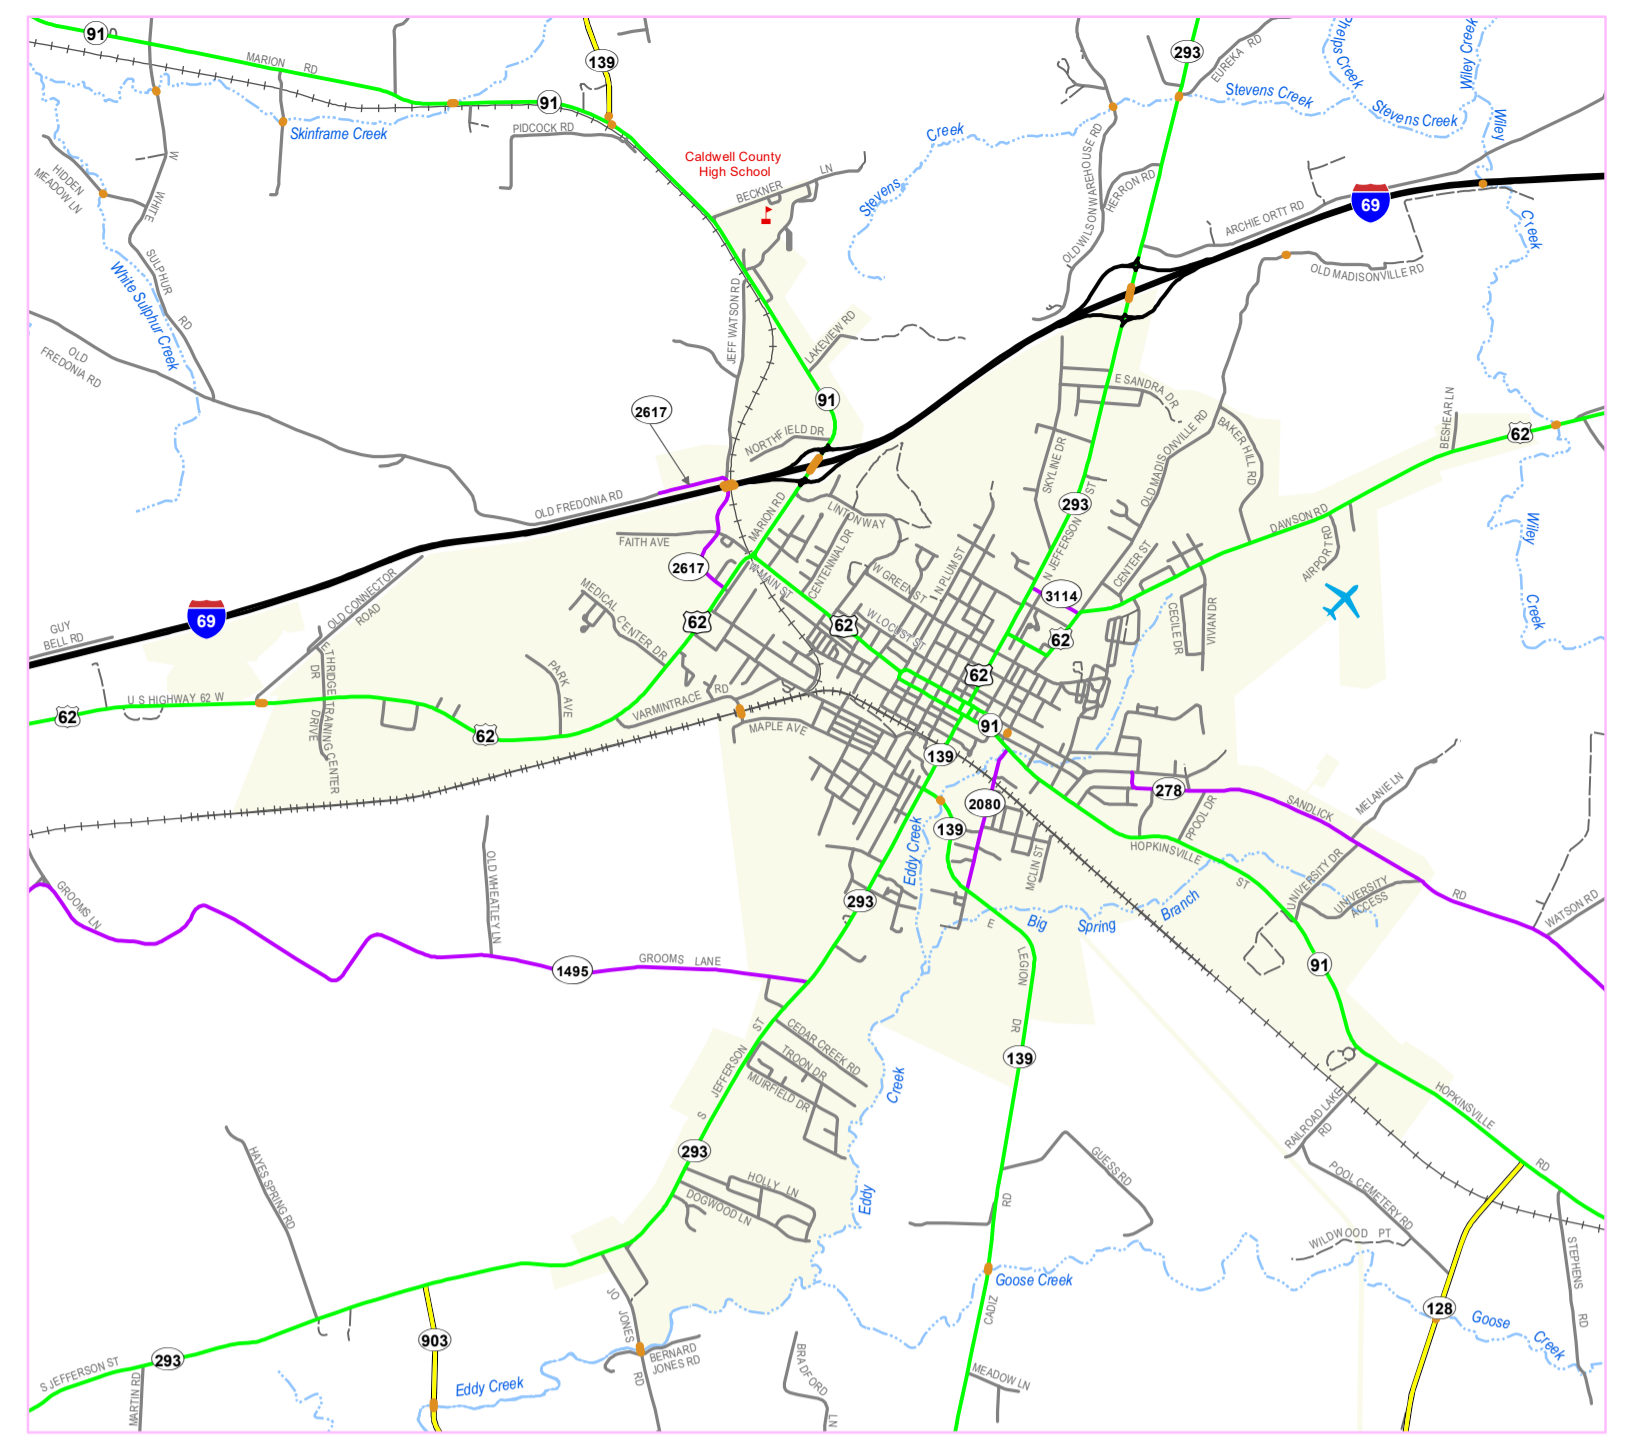 91
139
293
MARION RD
EUREKA RD
Phelps Creek
Wiley Creek
Stevens Creek
Stevens Creek
Wiley
Creek
91
Skinframe Creek
PIDCOCK RD
Caldwell County
High School
BECKNER LN
Stevens
Creek
OLD WILSON WAREHOUSE RD
HERRON RD
ARCHIE ORTT RD
69
OLD MADISONVILLE RD
HIDDEN
MEADOW LN
W WHITE SULPHUR RD
White Sulphur Creek
OLD
FREDONIA RD
JEFF WATSON RD
LAKEVIEW RD
91
2617
NORTHFIELD DR
E SANDRA DR
SKYLINE DR
OLD MADISONVILLE RD
BAKER HILL RD
BESHEAR LN
62
OLD FREDONIA RD
MARION RD
LINTONWAY
293
N JEFFERSON ST
DAWSON RD
AIRPORT RD
Wiley
Creek
FAITH AVE
2617
W MAIN ST
CENTENNIAL DR
W GREEN ST
N PLUM ST
CENTER ST
3114
CECILE DR
VIVIAN DR
W LOCUST ST
62
62
62
62
MEDICAL CENTER DR
OLD CONNECTOR
ROAD
GUY
BELL RD
69
U S HIGHWAY 62 W
62
E THRIDGE
DR
TRAINING CENTER
DRIVE
62
PARK AVE
VARMINTRACE RD
MAPLE AVE
91
139
2080
139
278
SANDLICK RD
MELANIE LN
PPOOL DR
HOPKINSVILLE ST
UNIVERSITY DR
UNIVERSITY
ACCESS
WATSON RD
MCLIN ST
Eddy Creek
Big Spring Branch
293
E LEGION DR
91
GROOMS LN
OLD WHEATLEY LN
1495
GROOMS LANE
CEDAR CREEK RD
TROON DR
MUIRFIELD DR
S JEFFERSON ST
139
Eddy Creek
293
HOLLY LN
DOGWOOD LN
HAYES SPRING RD
GUESS RD
RAILROAD LAKE
RD
POOL CEMETERY RD
HOPKINSVILLE RD
WILDWOOD PT
STEPHENS RD
Goose Creek
CADIZ RD
128
Goose Creek
JO JONES RD
BERNARD
JONES RD
BRADFORD LN
MEADOW LN
903
Eddy Creek
S JEFFERSON ST
293
MARTIN RD